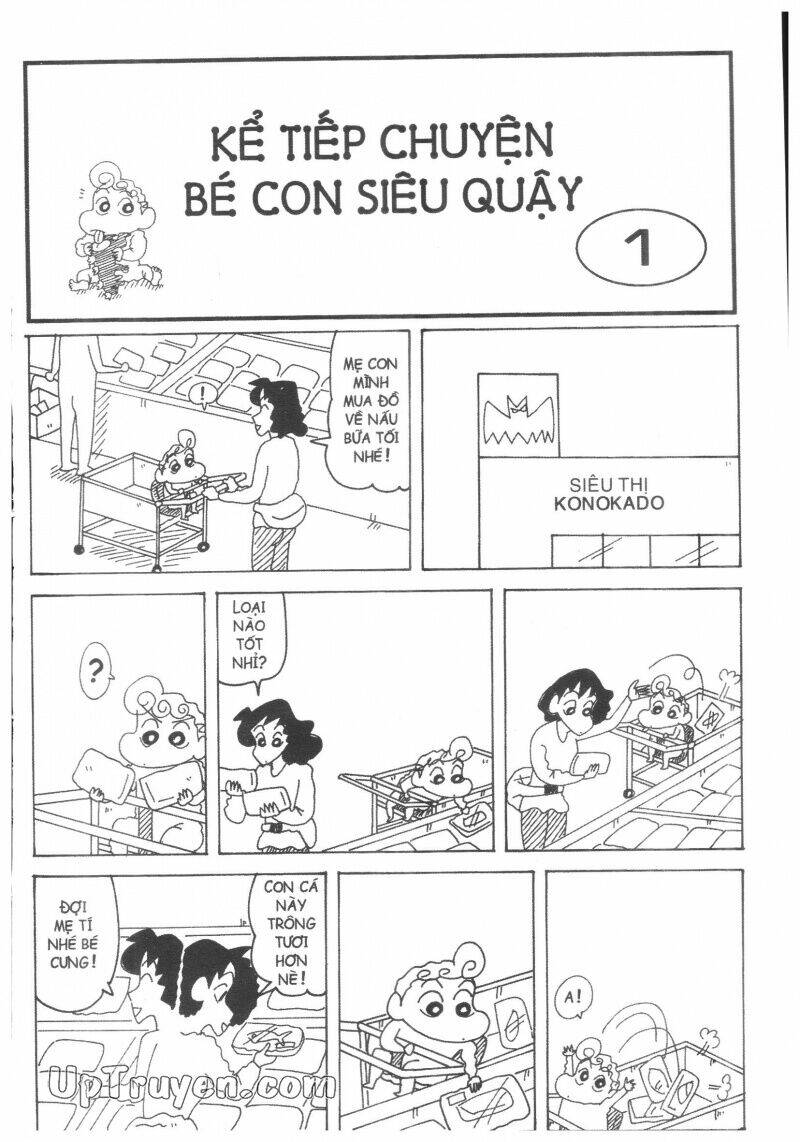 KỂ TIẾP CHUYỆN
BÉ CON SIÊU QUẬY
1
!
MẸ CON
MÌNH
MUA ĐỒ
VỀ NẤU
BỮA TỐI
NHÉ!
SIÊU THỊ
KONOKADO
?
LOẠI
NÀO
TỐT
NHỈ?
ĐỢI
MẸ TÍ
NHÉ BÉ
CƯNG!
CON CÁ
NÀY
TRÔNG
TƯƠI
HƠN
NÈ!
A!
UpTruyen.com